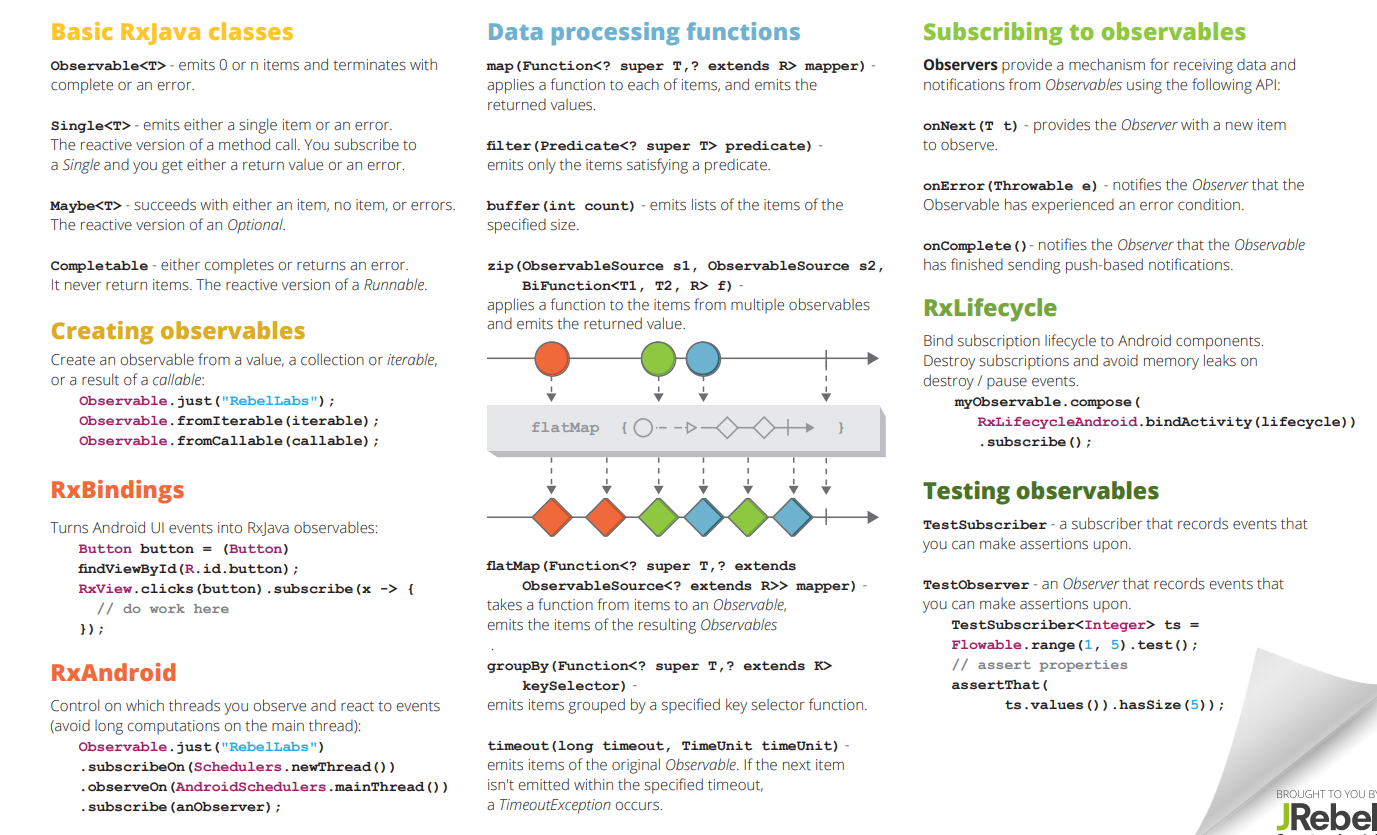 Basic RxJava classes
Observable<T> - emits 0 or n items and terminates with
complete or an error.
Single<T> - emits either a single item or an error.
The reactive version of a method call. You subscribe to
a Single and you get either a return value or an error.
Maybe<T> - succeeds with either an item, no item, or errors.
The reactive version of an Optional.
Completable - either completes or returns an error.
It never return items. The reactive version of a Runnable.
Creating observables
Create an observable from a value, a collection or iterable,
or a result of a callable:
Observable.just("RebelLabs");
Observable.fromIterable(iterable);
Observable.fromCallable(callable);
RxBindings
Turns Android UI events into RxJava observables:
Button button = (Button)
findViewById(R.id.button);
RxView.clicks(button).subscribe(x -> {
// do work here
});
RxAndroid
Control on which threads you observe and react to events
(avoid long computations on the main thread):
Observable.just("RebelLabs")
.subscribeOn(Schedulers.newThread())
.observeOn(AndroidSchedulers.mainThread())
.subscribe(anObserver);
Data processing functions
map(Function<? super T,? extends R> mapper) -
applies a function to each of items, and emits the
returned values.
filter(Predicate<? super T> predicate) -
emits only the items satisfying a predicate.
buffer(int count) - emits lists of the items of the
specified size.
zip(ObservableSource s1, ObservableSource s2,
BiFunction<T1, T2, R> f) -
applies a function to the items from multiple observables
and emits the returned value.
flatMap { }
flatMap(Function<? super T,? extends
ObservableSource<? extends R>> mapper) -
takes a function from items to an Observable,
emits the items of the resulting Observables
.
groupBy(Function<? super T,? extends K>
keySelector) -
emits items grouped by a specified key selector function.
timeout(long timeout, TimeUnit timeUnit) -
emits items of the original Observable. If the next item
isn't emitted within the specified timeout,
a TimeoutException occurs.
Subscribing to observables
Observers provide a mechanism for receiving data and
notifications from Observables using the following API:
onNext(T t) - provides the Observer with a new item
to observe.
onError(Throwable e) - notifies the Observer that the
Observable has experienced an error condition.
onComplete()- notifies the Observer that the Observable
has finished sending push-based notifications.
RxLifecycle
Bind subscription lifecycle to Android components.
Destroy subscriptions and avoid memory leaks on
destroy / pause events.
myObservable.compose(
RxLifecycleAndroid.bindActivity(lifecycle))
.subscribe();
Testing observables
TestSubscriber - a subscriber that records events that
you can make assertions upon.
TestObserver - an Observer that records events that
you can make assertions upon.
TestSubscriber<Integer> ts =
Flowable.range(1, 5).test();
// assert properties
assertThat(
ts.values()).hasSize(5));
BROUGHT TO YOU BY
JRebel